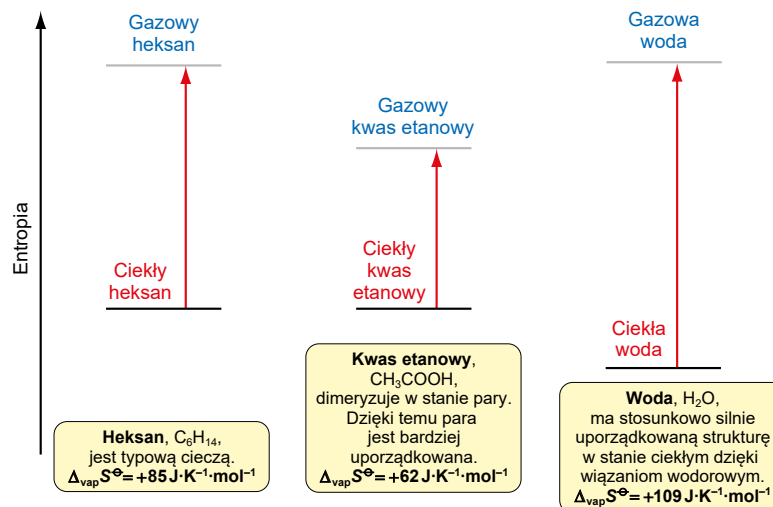 Entropia
Gazowy
heksan
Ciekły
heksan
Heksan, C₆H₁₄,
jest typową cieczą.
ΔvapS⦵= +85 J·K⁻¹·mol⁻¹
Gazowy
kwas etanowy
Ciekły
kwas
etanowy
Kwas etanowy,
CH₃COOH,
dimeryzuje w stanie pary.
Dzięki temu para
jest bardziej
uporządkowana.
ΔvapS⦵= +62 J·K⁻¹·mol⁻¹
Gazowa
woda
Ciekła
woda
Woda, H₂O,
ma stosunkowo silnie
uporządkowaną strukturę
w stanie ciekłym dzięki
wiązaniom wodorowym.
ΔvapS⦵= +109 J·K⁻¹·mol⁻¹